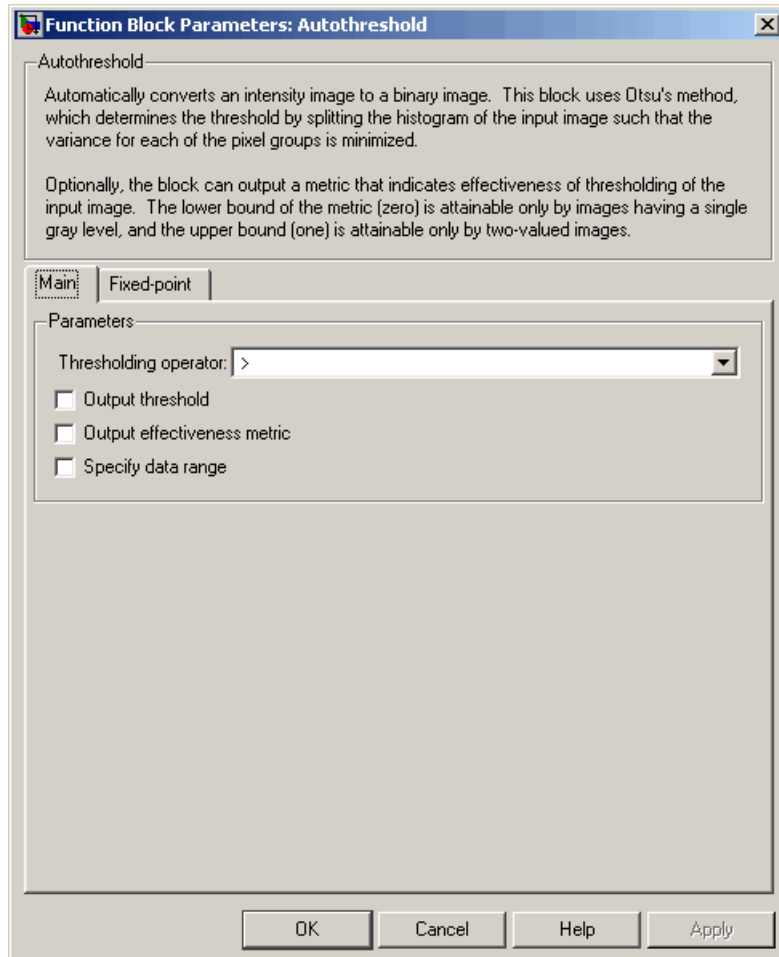 Function Block Parameters: Autothreshold
Autothreshold
Automatically converts an intensity image to a binary image.  This block uses Otsu's method,
which determines the threshold by splitting the histogram of the input image such that the
variance for each of the pixel groups is minimized.
Optionally, the block can output a metric that indicates effectiveness of thresholding of the
input image.  The lower bound of the metric (zero) is attainable only by images having a single
gray level, and the upper bound (one) is attainable only by two-valued images.
Main Fixed-point
Parameters
Thresholding operator: >
Output threshold
Output effectiveness metric
Specify data range
OK Cancel Help Apply